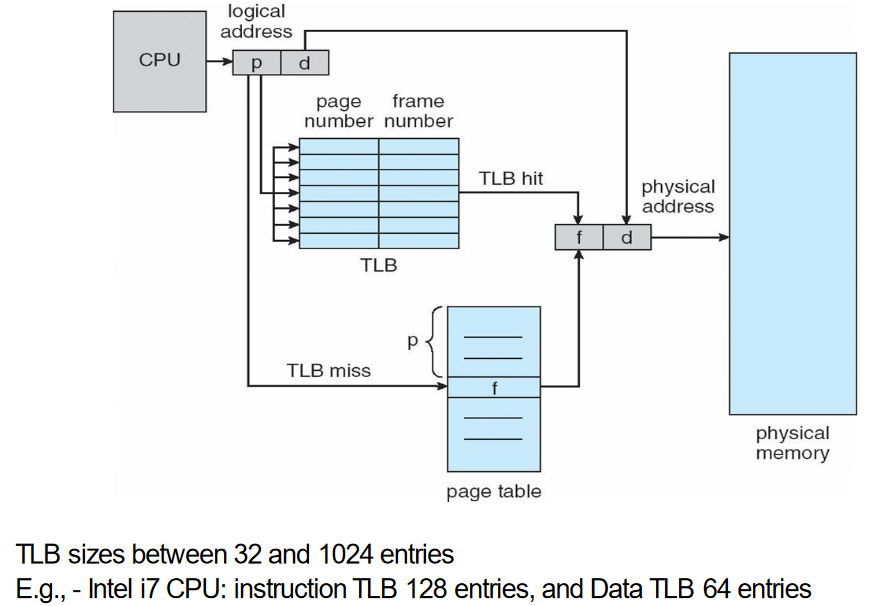 logical
address
CPU
p d
page frame
number number
TLB hit
physical
address
f d
TLB
p
TLB miss
f
physical
memory
page table
TLB sizes between 32 and 1024 entries
E.g., - Intel i7 CPU: instruction TLB 128 entries, and Data TLB 64 entries